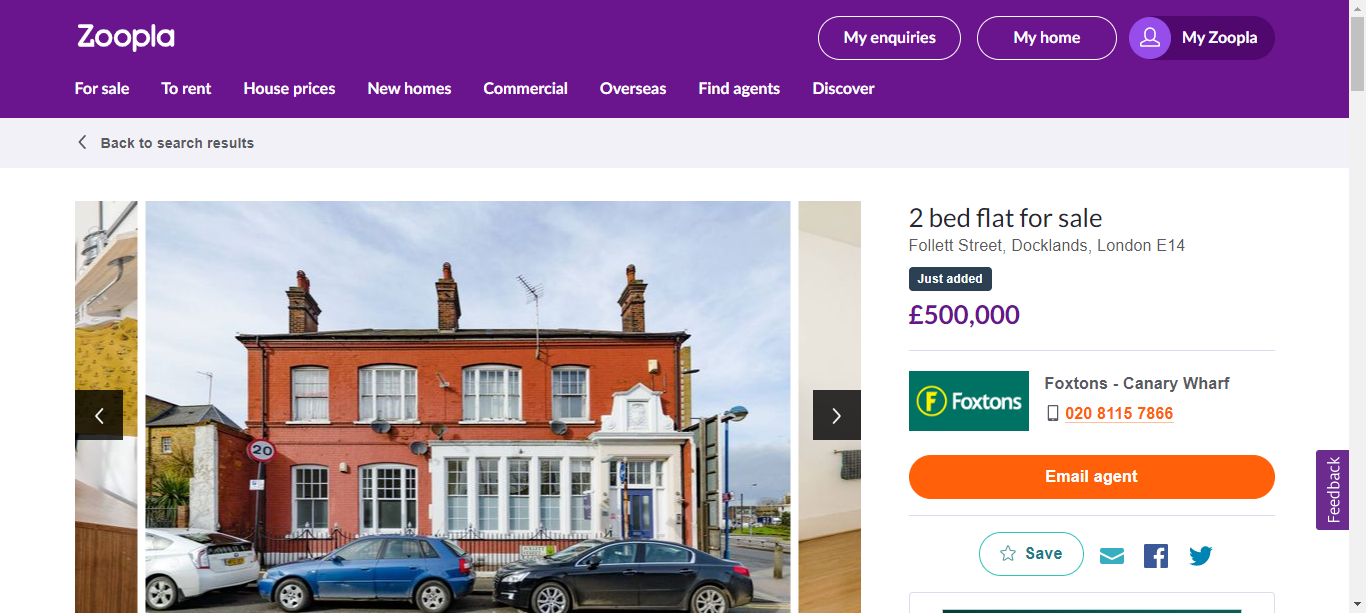 Zoopla
My enquiries
My home
My Zoopla
For sale
To rent
House prices
New homes
Commercial
Overseas
Find agents
Discover
Back to search results
20
2 bed flat for sale
Follett Street, Docklands, London E14
Just added
£500,000
F Foxtons
Foxtons - Canary Wharf
020 8115 7866
Email agent
Save
Feedback